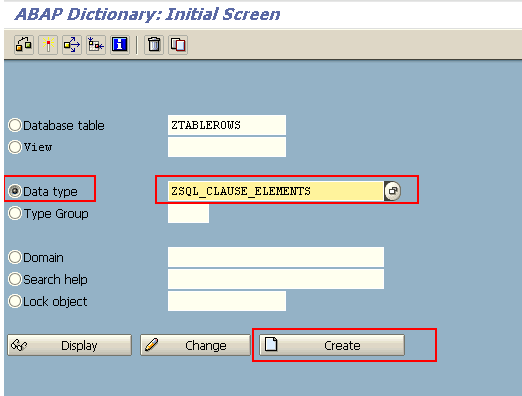 ABAP Dictionary: Initial Screen
Database table ZTABLEROWS
View
Data type ZSQL_CLAUSE_ELEMENTS
Type Group
Domain
Search help
Lock object
Display Change Create